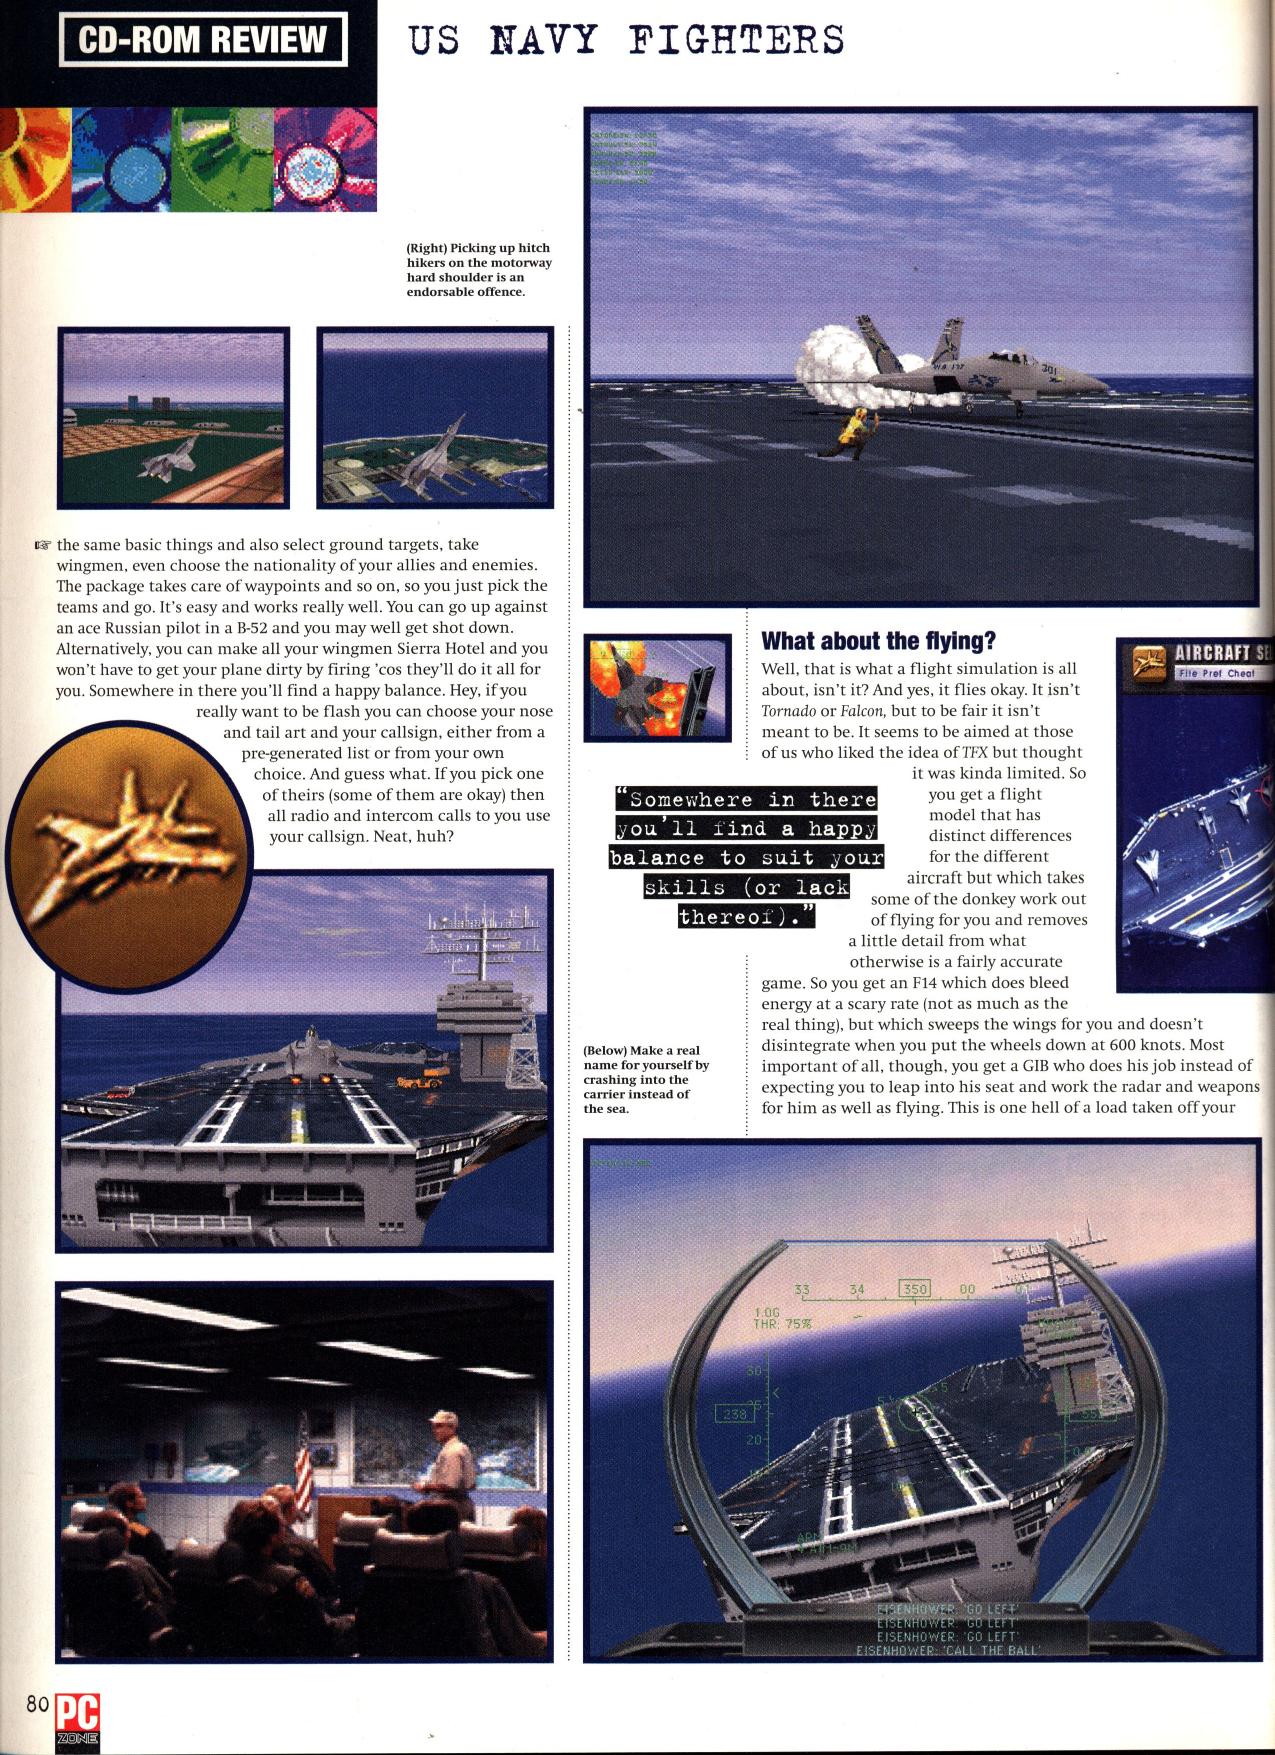 CD-ROM REVIEW
US NAVY FIGHTERS
(Right) Picking up hitch
hikers on the motorway
hard shoulder is an
endorsable offence.
☞ the same basic things and also select ground targets, take
wingmen, even choose the nationality of your allies and enemies.
The package takes care of waypoints and so on, so you just pick the
teams and go. It's easy and works really well. You can go up against
an ace Russian pilot in a B-52 and you may well get shot down.
Alternatively, you can make all your wingmen Sierra Hotel and you
won't have to get your plane dirty by firing 'cos they'll do it all for
you. Somewhere in there you'll find a happy balance. Hey, if you
really want to be flash you can choose your nose
and tail art and your callsign, either from a
pre-generated list or from your own
choice. And guess what. If you pick one
of theirs (some of them are okay) then
all radio and intercom calls to you use
your callsign. Neat, huh?
What about the flying?
Well, that is what a flight simulation is all
about, isn't it? And yes, it flies okay. It isn't
Tornado or Falcon, but to be fair it isn't
meant to be. It seems to be aimed at those
of us who liked the idea of TFX but thought
it was kinda limited. So
you get a flight
model that has
distinct differences
for the different
aircraft but which takes
some of the donkey work out
of flying for you and removes
a little detail from what
otherwise is a fairly accurate
game. So you get an F14 which does bleed
energy at a scary rate (not as much as the
real thing), but which sweeps the wings for you and doesn't
disintegrate when you put the wheels down at 600 knots. Most
important of all, though, you get a GIB who does his job instead of
expecting you to leap into his seat and work the radar and weapons
for him as well as flying. This is one hell of a load taken off your
"Somewhere in there
you'll find a happy
balance to suit your
skills (or lack
thereof)."
AIRCRAFT
File Pref Cheat
(Below) Make a real
name for yourself by
crashing into the
carrier instead of
the sea.
301
33 34 350 00
1.0G
THR: 75%
238
20
EISENHOWER: 'GO LEFT'
EISENHOWER: 'GO LEFT'
EISENHOWER: 'GO LEFT'
EISENHOWER: 'CALL THE BALL'
80
PC
ZONE